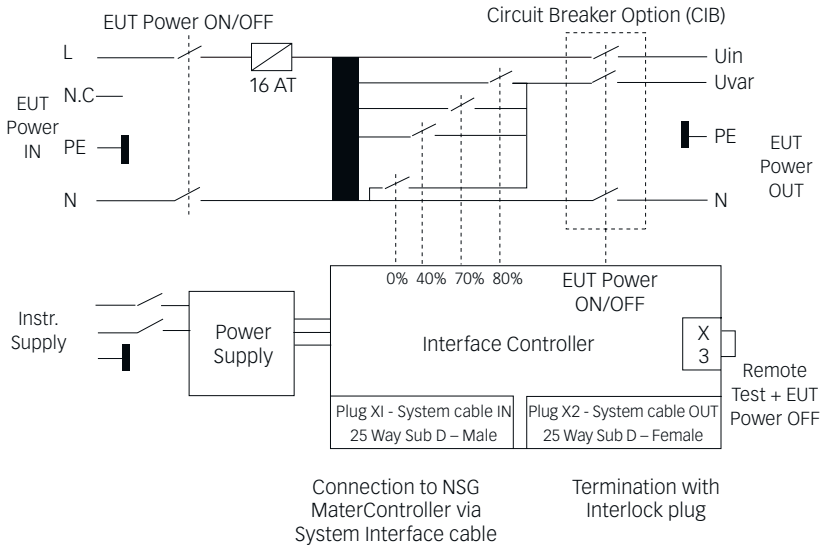 EUT Power ON/OFF
Circuit Breaker Option (CIB)
L
16 AT
Uin
Uvar
N.C
EUT
Power
IN
PE
PE
EUT
Power
OUT
N
N
0% 40% 70% 80%
EUT Power
ON/OFF
Instr.
Supply
Power
Supply
Interface Controller
X
3
Remote
Test + EUT
Power OFF
Plug XI - System cable IN
25 Way Sub D – Male
Plug X2 - System cable OUT
25 Way Sub D – Female
Connection to NSG
MaterController via
System Interface cable
Termination with
Interlock plug